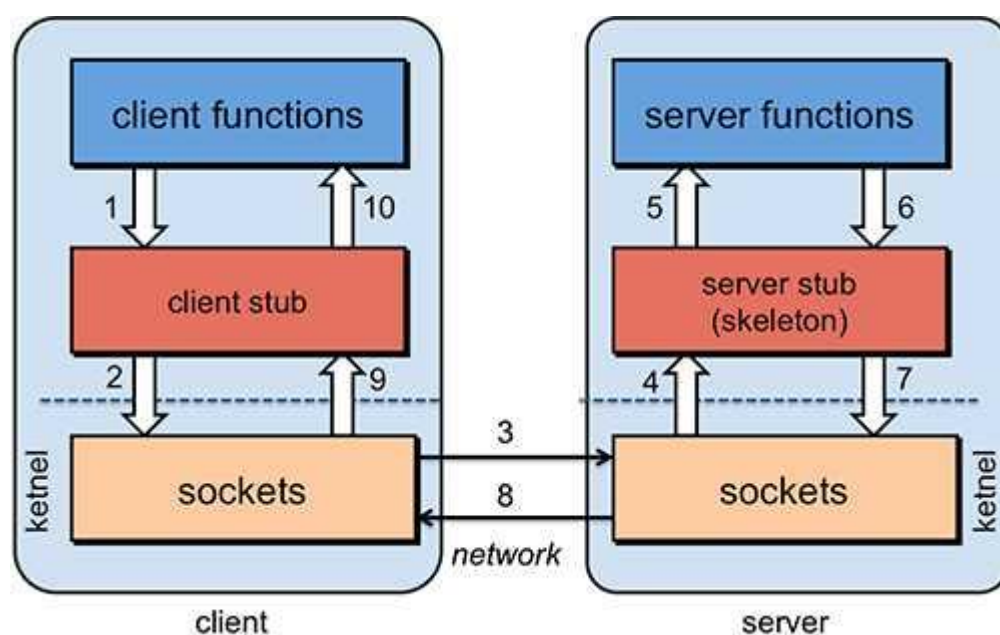 client functions
server functions
1
10
5
6
client stub
server stub
(skeleton)
2
9
4
7
3
ketnel
sockets
sockets
ketnel
8
network
client
server